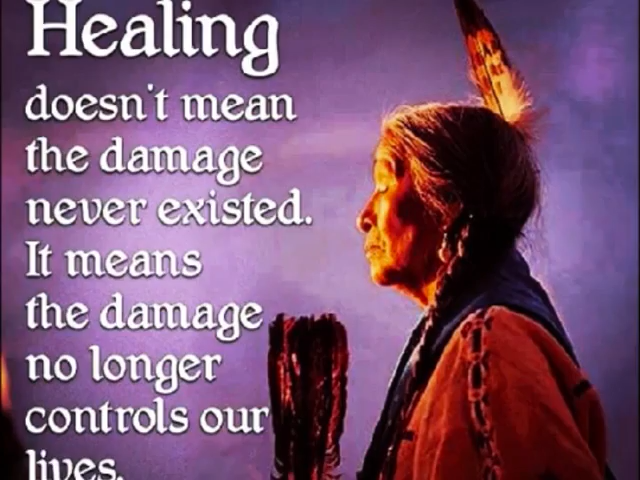 Healing
doesn't mean
the damage
never existed.
It means
the damage
no longer
controls our
lives.